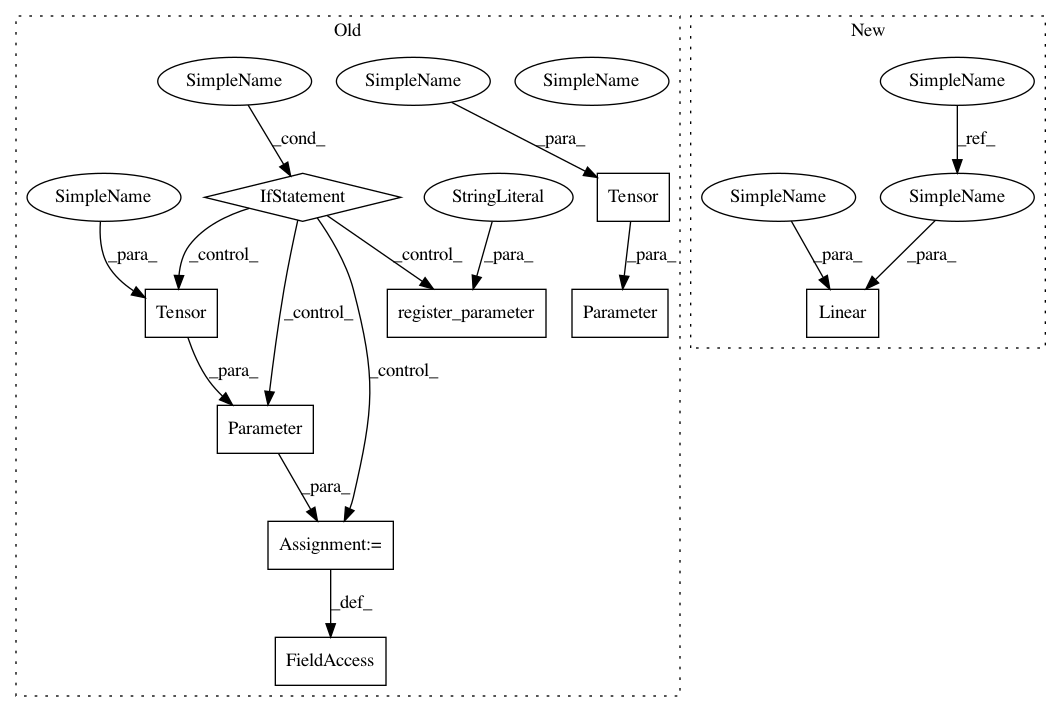 Old
New
SimpleName
SimpleName
SimpleName
SimpleName
_cond_
_para_
_ref_
SimpleName
IfStatement
StringLiteral
Tensor
SimpleName
SimpleName
_para_
_control_
_control_
_para_
_para_
_para_
_para_
Tensor
_control_
register_parameter
Parameter
Linear
_para_
_control_
Parameter
_para_
Assignment:=
_def_
FieldAccess